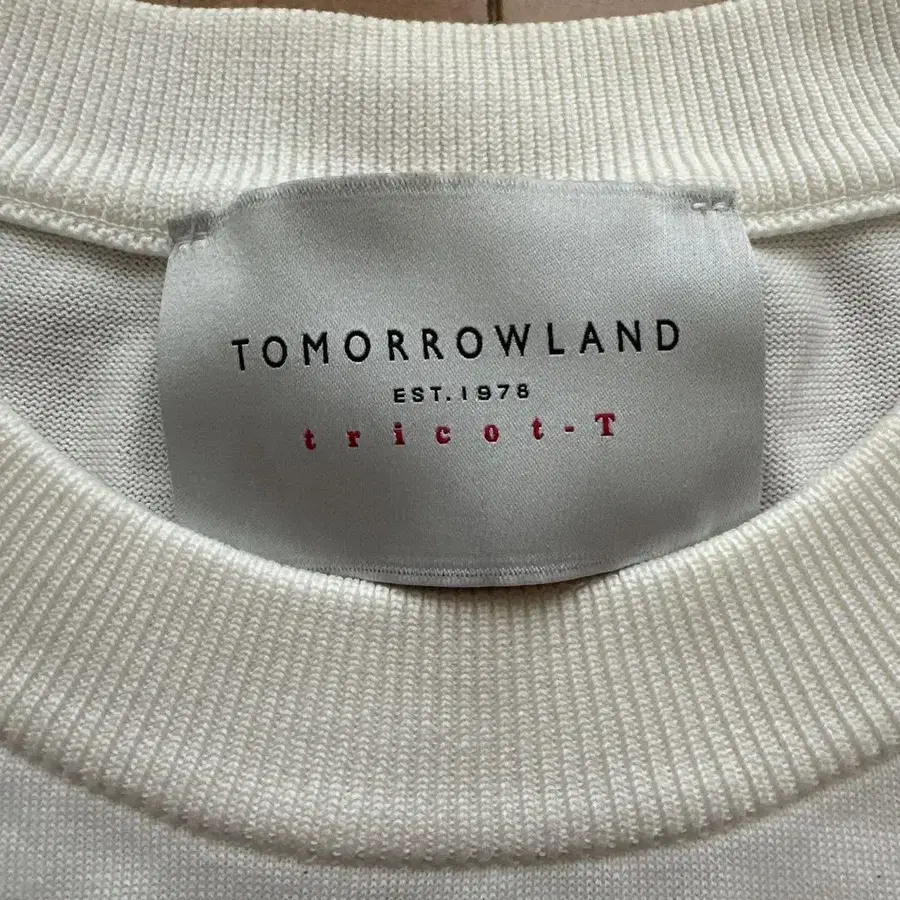 TOMORROWLAND
EST. 1978
tricot-T